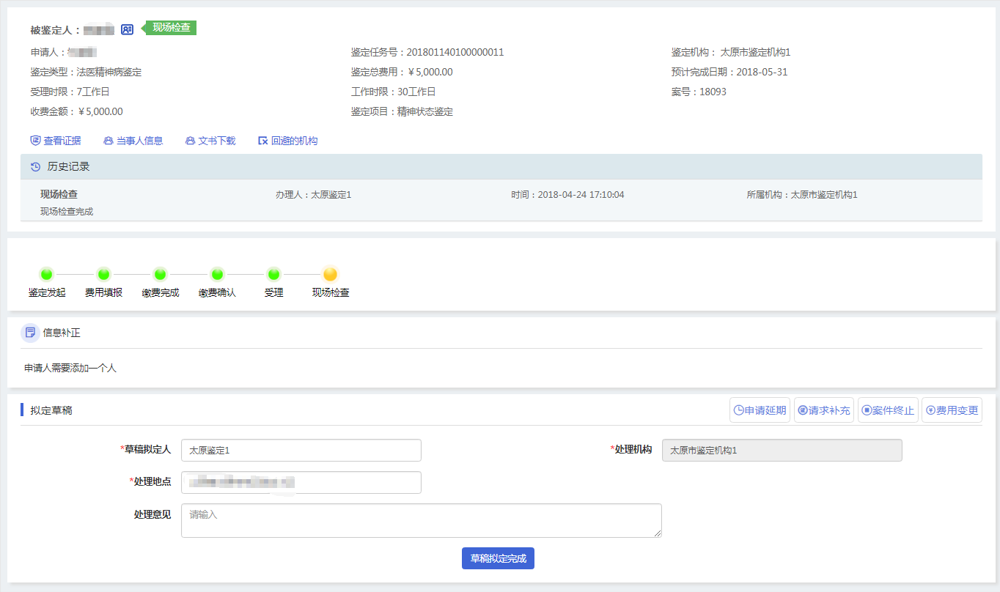 被鉴定人： 现场检查
申请人： 鉴定任务号：201801140100000011 鉴定机构： 太原市鉴定机构1
鉴定类型：法医精神病鉴定 鉴定总费用：￥5,000.00 预计完成日期：2018-05-31
受理时限：7工作日 工作时限：30工作日 案号：18093
收费金额：￥5,000.00 鉴定项目：精神状态鉴定
查看证据 当事人信息 文书下载 回避的机构
历史记录
现场检查 办理人：太原鉴定1 时间：2018-04-24 17:10:04 所属机构：太原市鉴定机构1
现场检查完成
鉴定发起 费用填报 缴费完成 缴费确认 受理 现场检查
信息补正
申请人需要添加一个人
拟定草稿 申请延期 请求补充 案件终止 费用变更
*草稿拟定人 太原鉴定1 *处理机构 太原市鉴定机构1
*处理地点
处理意见 请输入
草稿拟定完成